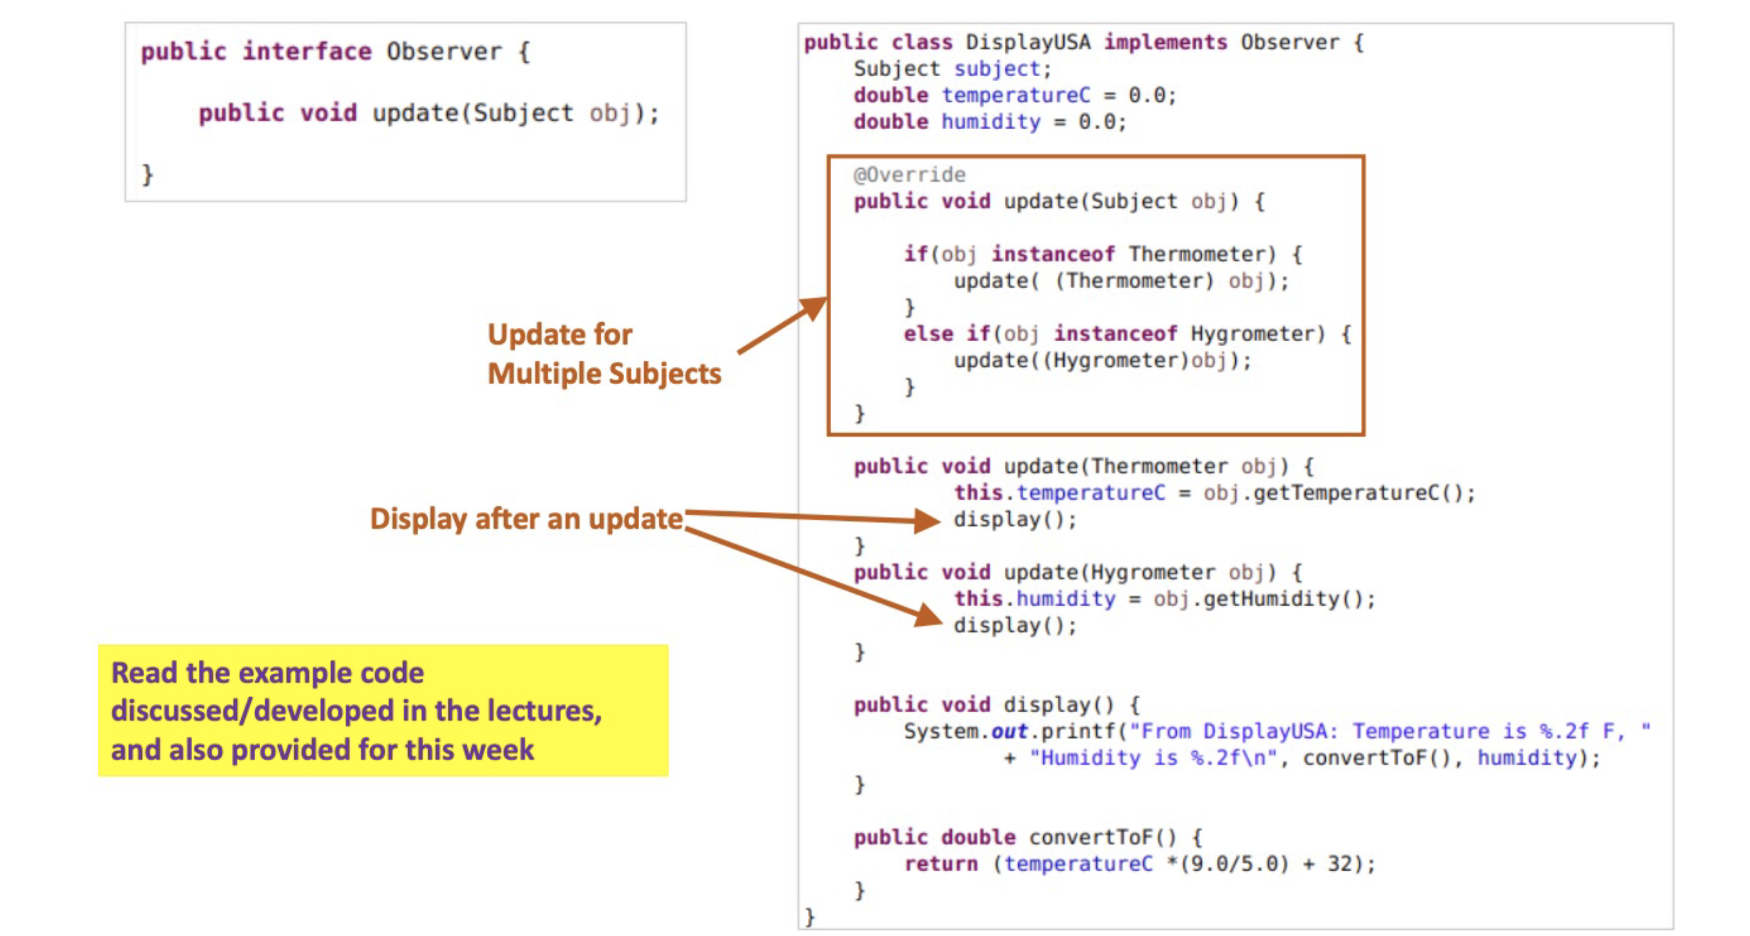 public interface Observer {
public void update(Subject obj);
}
Update for
Multiple Subjects
Display after an update
Read the example code
discussed/developed in the lectures,
and also provided for this week
public class DisplayUSA implements Observer {
Subject subject;
double temperatureC = 0.0;
double humidity = 0.0;
@Override
public void update(Subject obj) {
if(obj instanceof Thermometer) {
update( (Thermometer) obj);
}
else if(obj instanceof Hygrometer) {
update((Hygrometer)obj);
}
}
public void update(Thermometer obj) {
this.temperatureC = obj.getTemperatureC();
display();
}
public void update(Hygrometer obj) {
this.humidity = obj.getHumidity();
display();
}
public void display() {
System.out.printf("From DisplayUSA: Temperature is %.2f F, "
+ "Humidity is %.2f\n", convertToF(), humidity);
}
public double convertToF() {
return (temperatureC *(9.0/5.0) + 32);
}
}